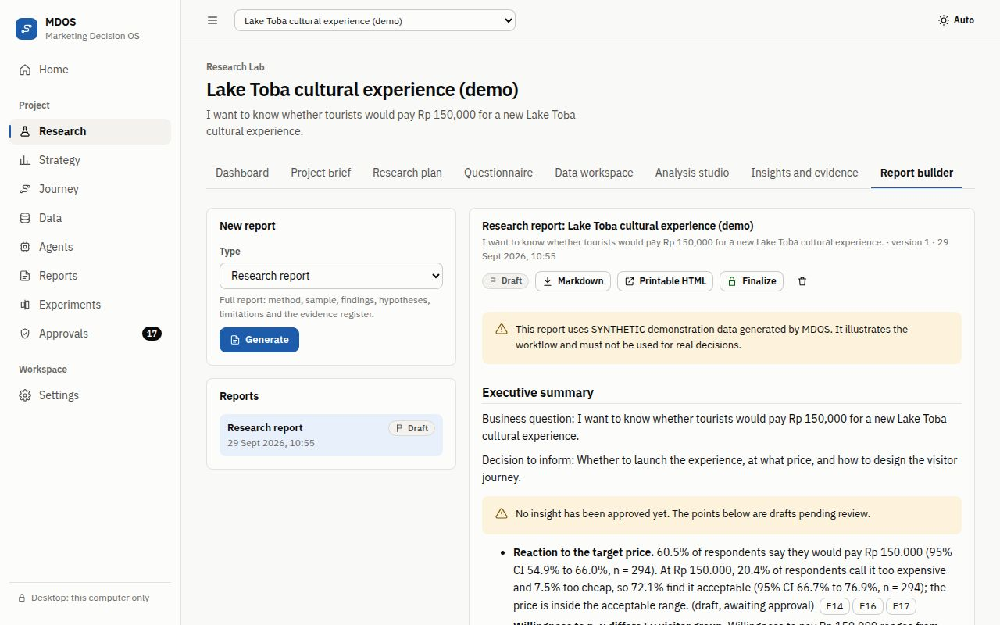 MDOS
Marketing Decision OS
Home
Project
Research
Strategy
Journey
Data
Agents
Reports
Experiments
Approvals
17
Workspace
Settings
Desktop: this computer only
Lake Toba cultural experience (demo)
Auto
Research Lab
Lake Toba cultural experience (demo)
I want to know whether tourists would pay Rp 150,000 for a new Lake Toba
cultural experience.
Dashboard
Project brief
Research plan
Questionnaire
Data workspace
Analysis studio
Insights and evidence
Report builder
New report
Type
Research report
Full report: method, sample, findings, hypotheses,
limitations and the evidence register.
Generate
Reports
Research report
Draft
29 Sept 2026, 10:55
Research report: Lake Toba cultural experience (demo)
I want to know whether tourists would pay Rp 150,000 for a new Lake Toba cultural experience. · version 1 · 29
Sept 2026, 10:55
Draft
Markdown
Printable HTML
Finalize
This report uses SYNTHETIC demonstration data generated by MDOS. It illustrates the
workflow and must not be used for real decisions.
Executive summary
Business question: I want to know whether tourists would pay Rp 150,000 for a new Lake Toba
cultural experience.
Decision to inform: Whether to launch the experience, at what price, and how to design the visitor
journey.
No insight has been approved yet. The points below are drafts pending review.
Reaction to the target price. 60.5% of respondents say they would pay Rp 150.000 (95%
CI 54.9% to 66.0%, n = 294). At Rp 150.000, 20.4% of respondents call it too expensive
and 7.5% too cheap, so 72.1% find it acceptable (95% CI 66.7% to 76.9%, n = 294); the
price is inside the acceptable range. (draft, awaiting approval) E14 E16 E17